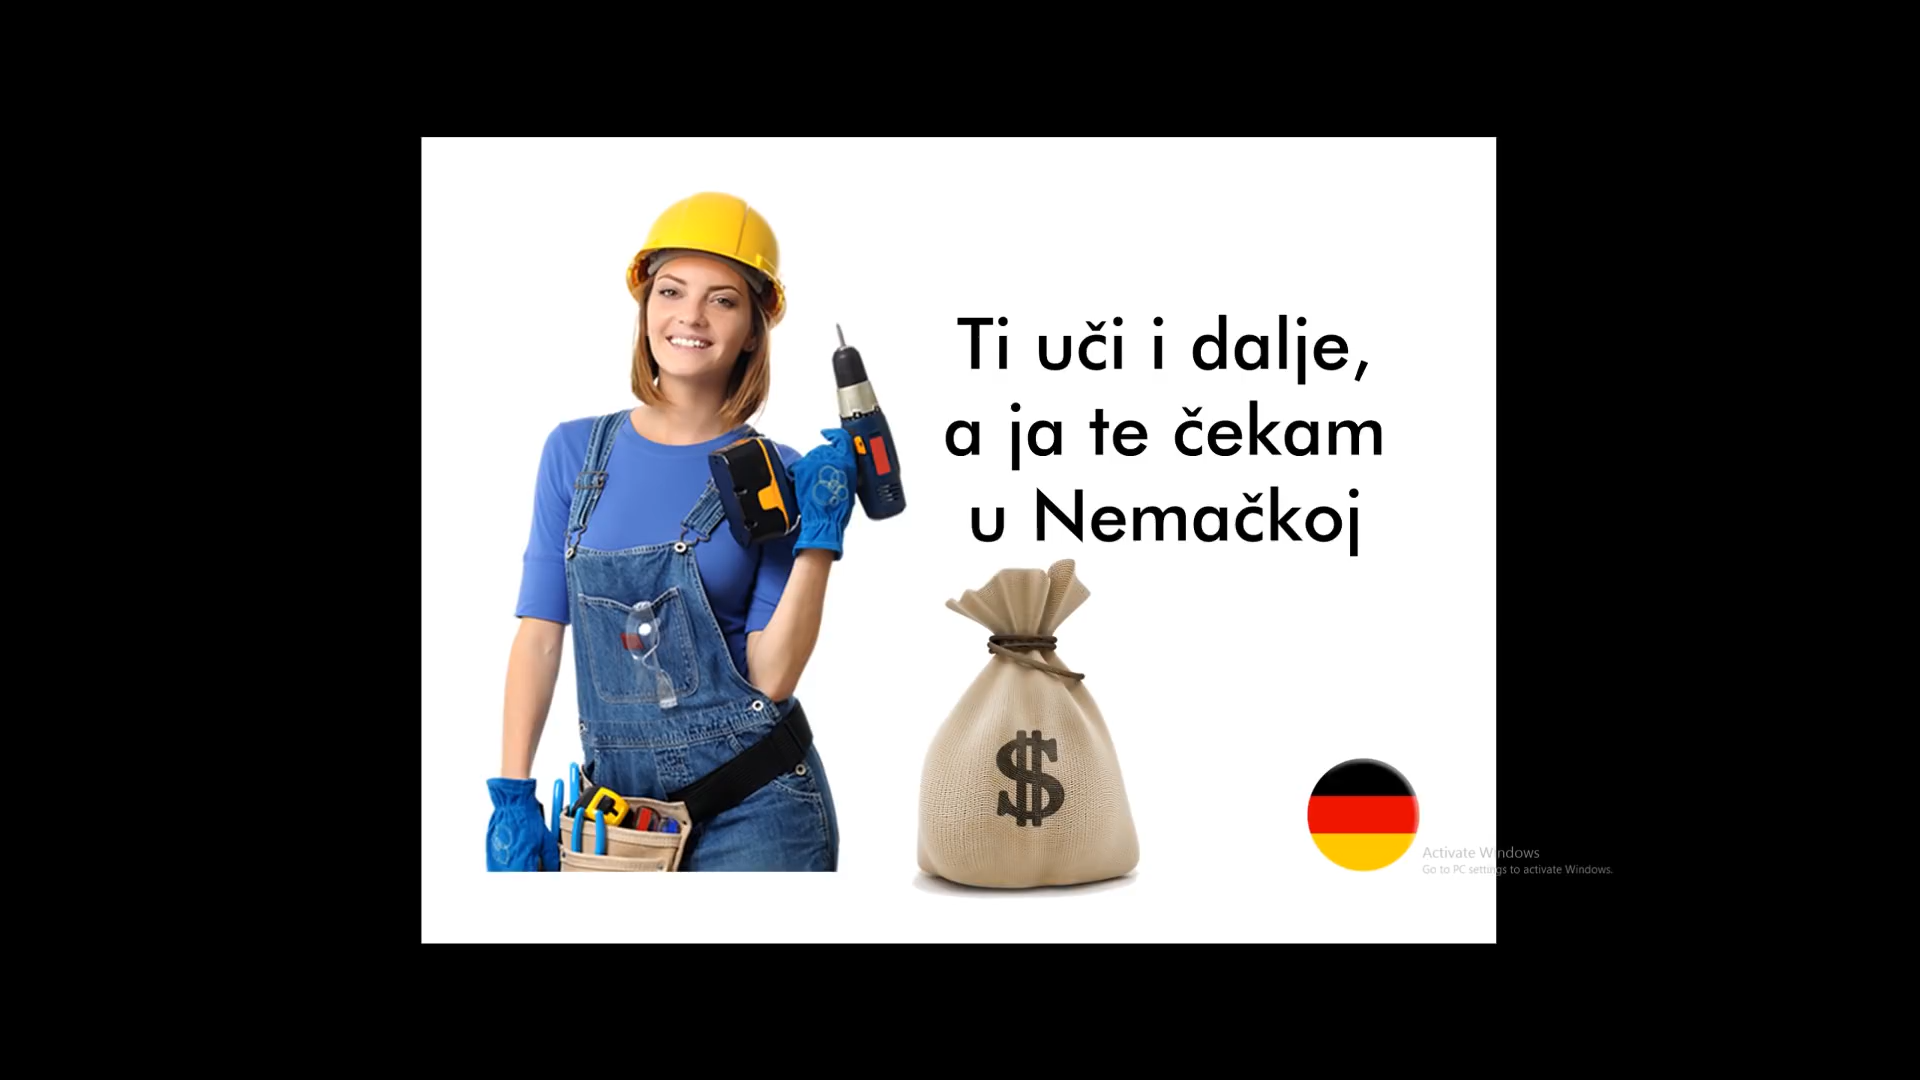 Ti uči i dalje,
a ja te čekam
u Nemačkoj
$
Activate Windows
Go to PC settings to activate Windows.